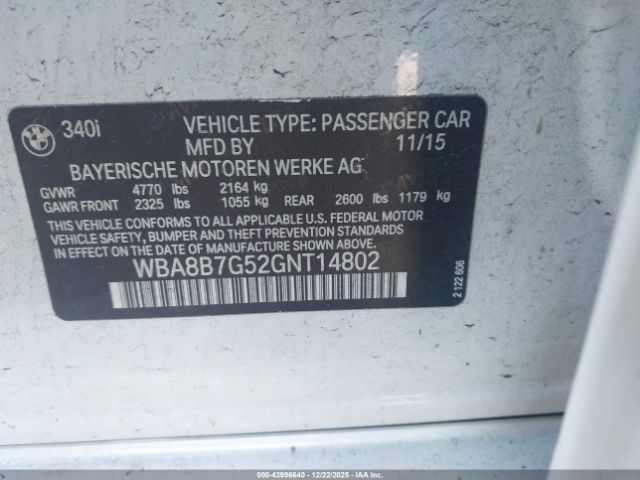 340i VEHICLE TYPE: PASSENGER CAR
MFD BY 11/15
BAYERISCHE MOTOREN WERKE AG
GVWR 4770 lbs 2164 kg
GAWR FRONT 2325 lbs 1055 kg REAR 2600 lbs 1179 kg
THIS VEHICLE CONFORMS TO ALL APPLICABLE U.S. FEDERAL MOTOR
VEHICLE SAFETY, BUMPER, AND THEFT PREVENTION STANDARDS
IN EFFECT ON THE DATE OF MANUFACTURE SHOWN ABOVE.
WBA8B7G52GNT14802
2 122 606
000-43996640 - 12/22/2025 - IAAI.COM